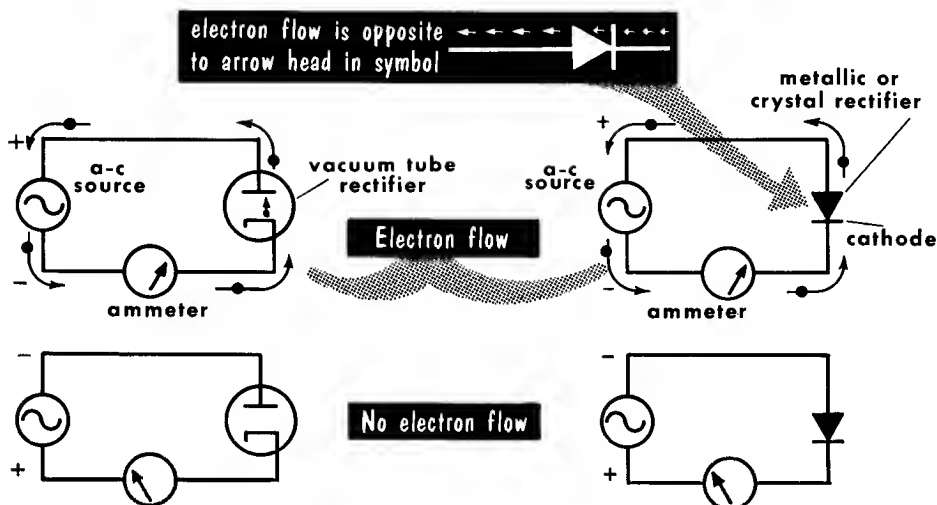 electron flow is opposite
to arrow head in symbol
metallic or
crystal rectifier
+
a-c
source
vacuum tube
rectifier
+
a-c
source
Electron flow
cathode
−
ammeter
−
ammeter
−
−
No electron flow
+
+